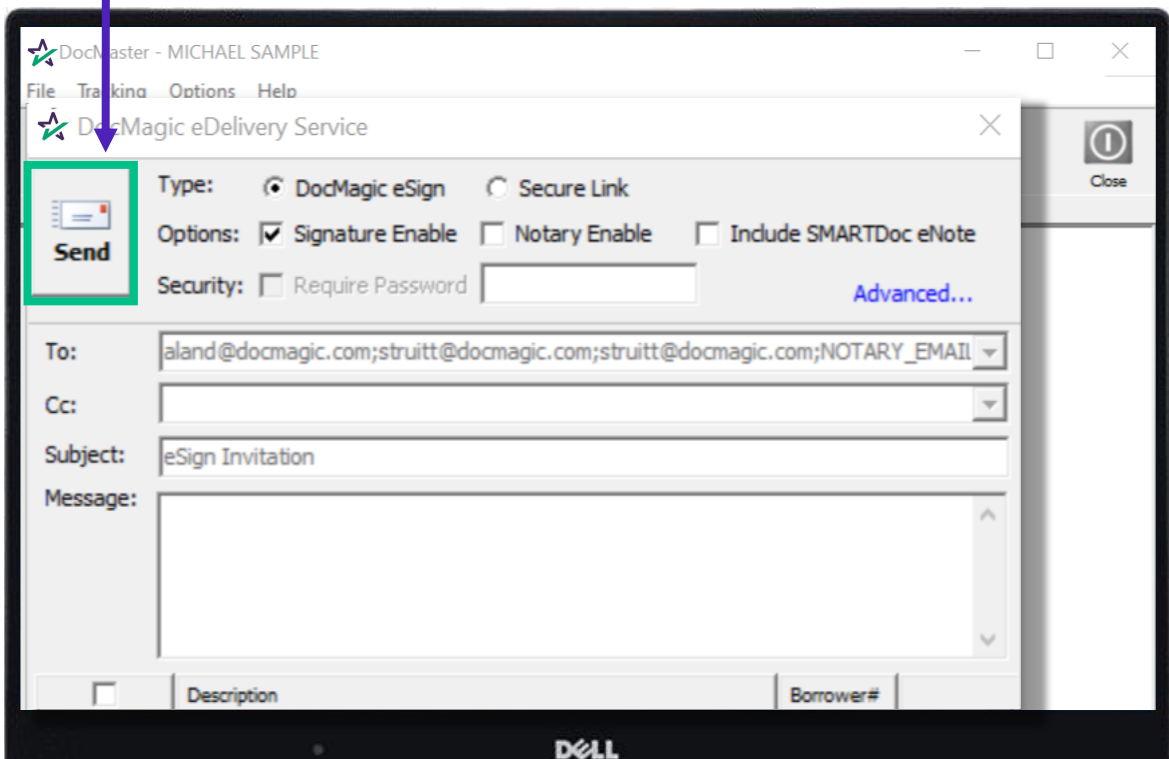 DocMaster - MICHAEL SAMPLE
File Tracking Options Help
DocMagic eDelivery Service
Close
Type: DocMagic eSign Secure Link
Options: Signature Enable Notary Enable Include SMARTDoc eNote
Send
Security: Require Password
Advanced...
To: aland@docmagic.com;struitt@docmagic.com;struitt@docmagic.com;NOTARY_EMAIL
Cc:
Subject: eSign Invitation
Message:
Description Borrower#
DELL